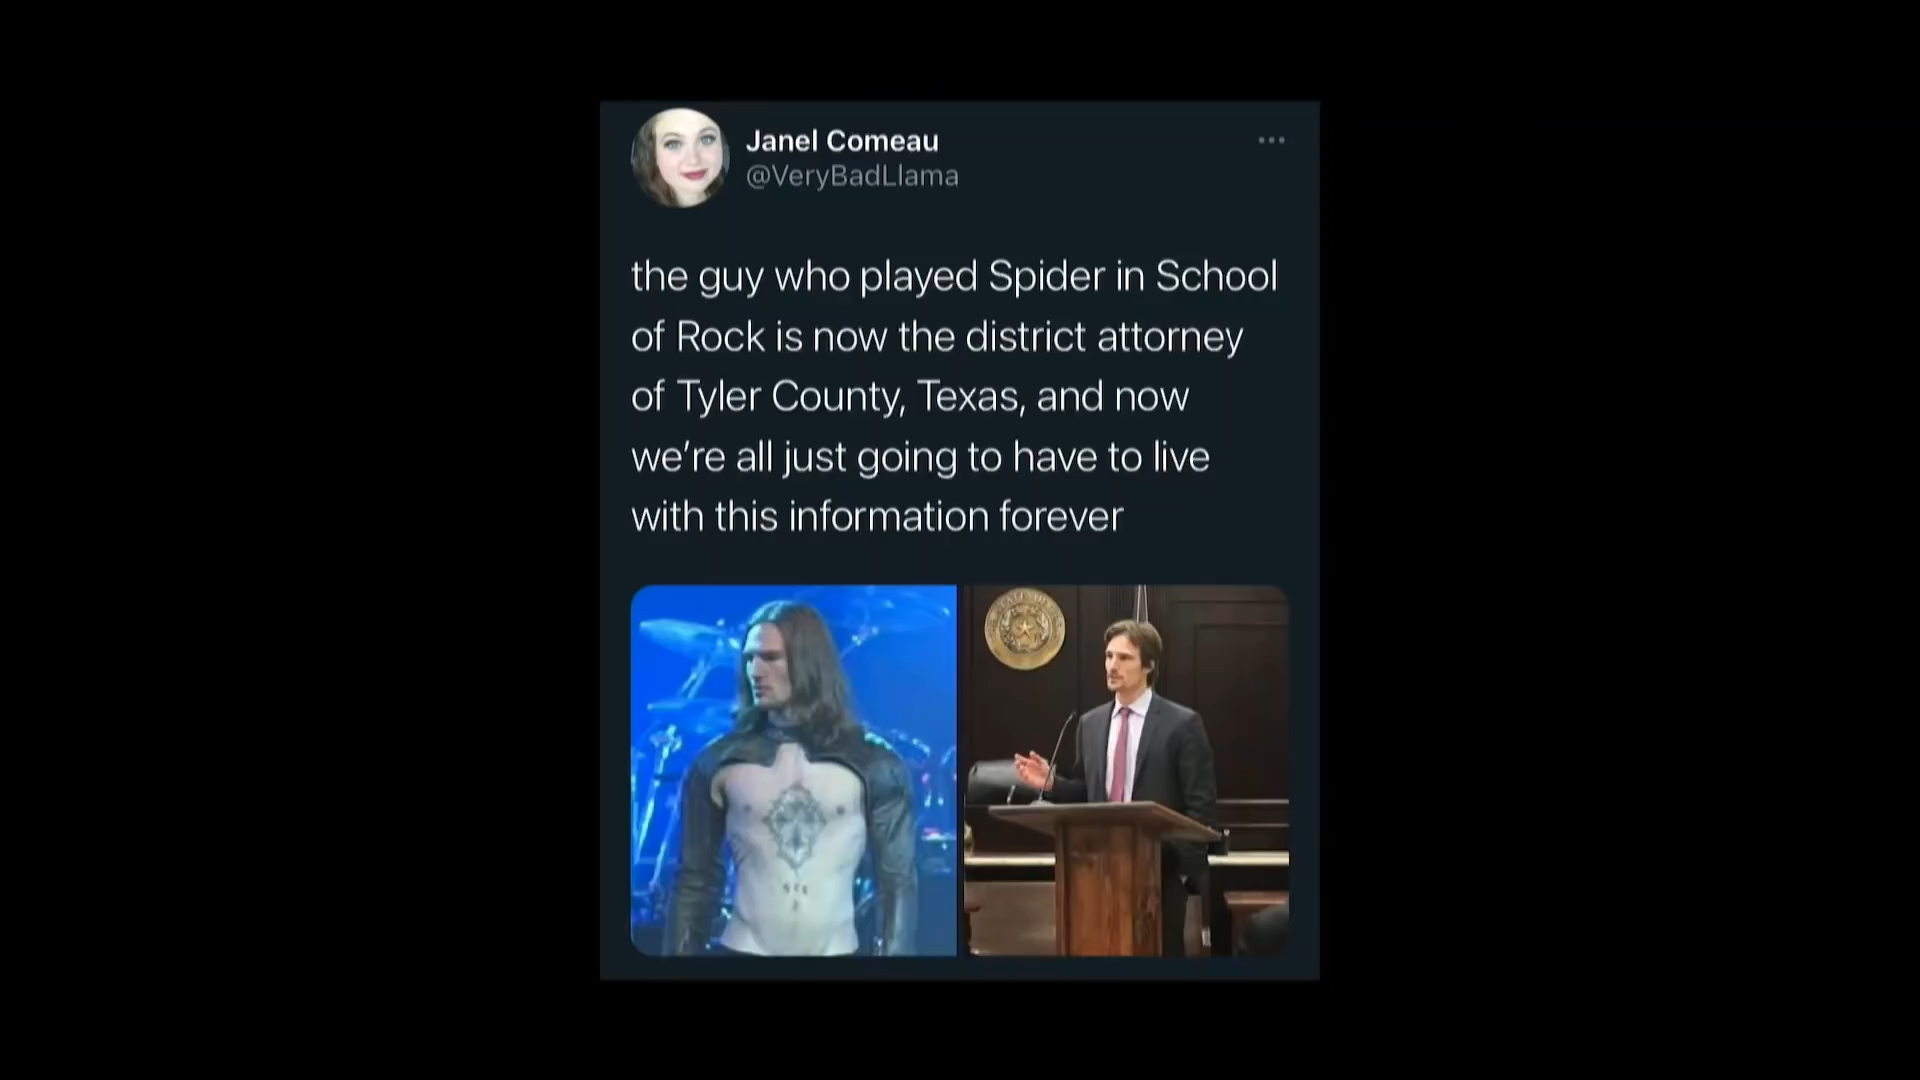 Janel Comeau
@VeryBadLlama
the guy who played Spider in School
of Rock is now the district attorney
of Tyler County, Texas, and now
we're all just going to have to live
with this information forever